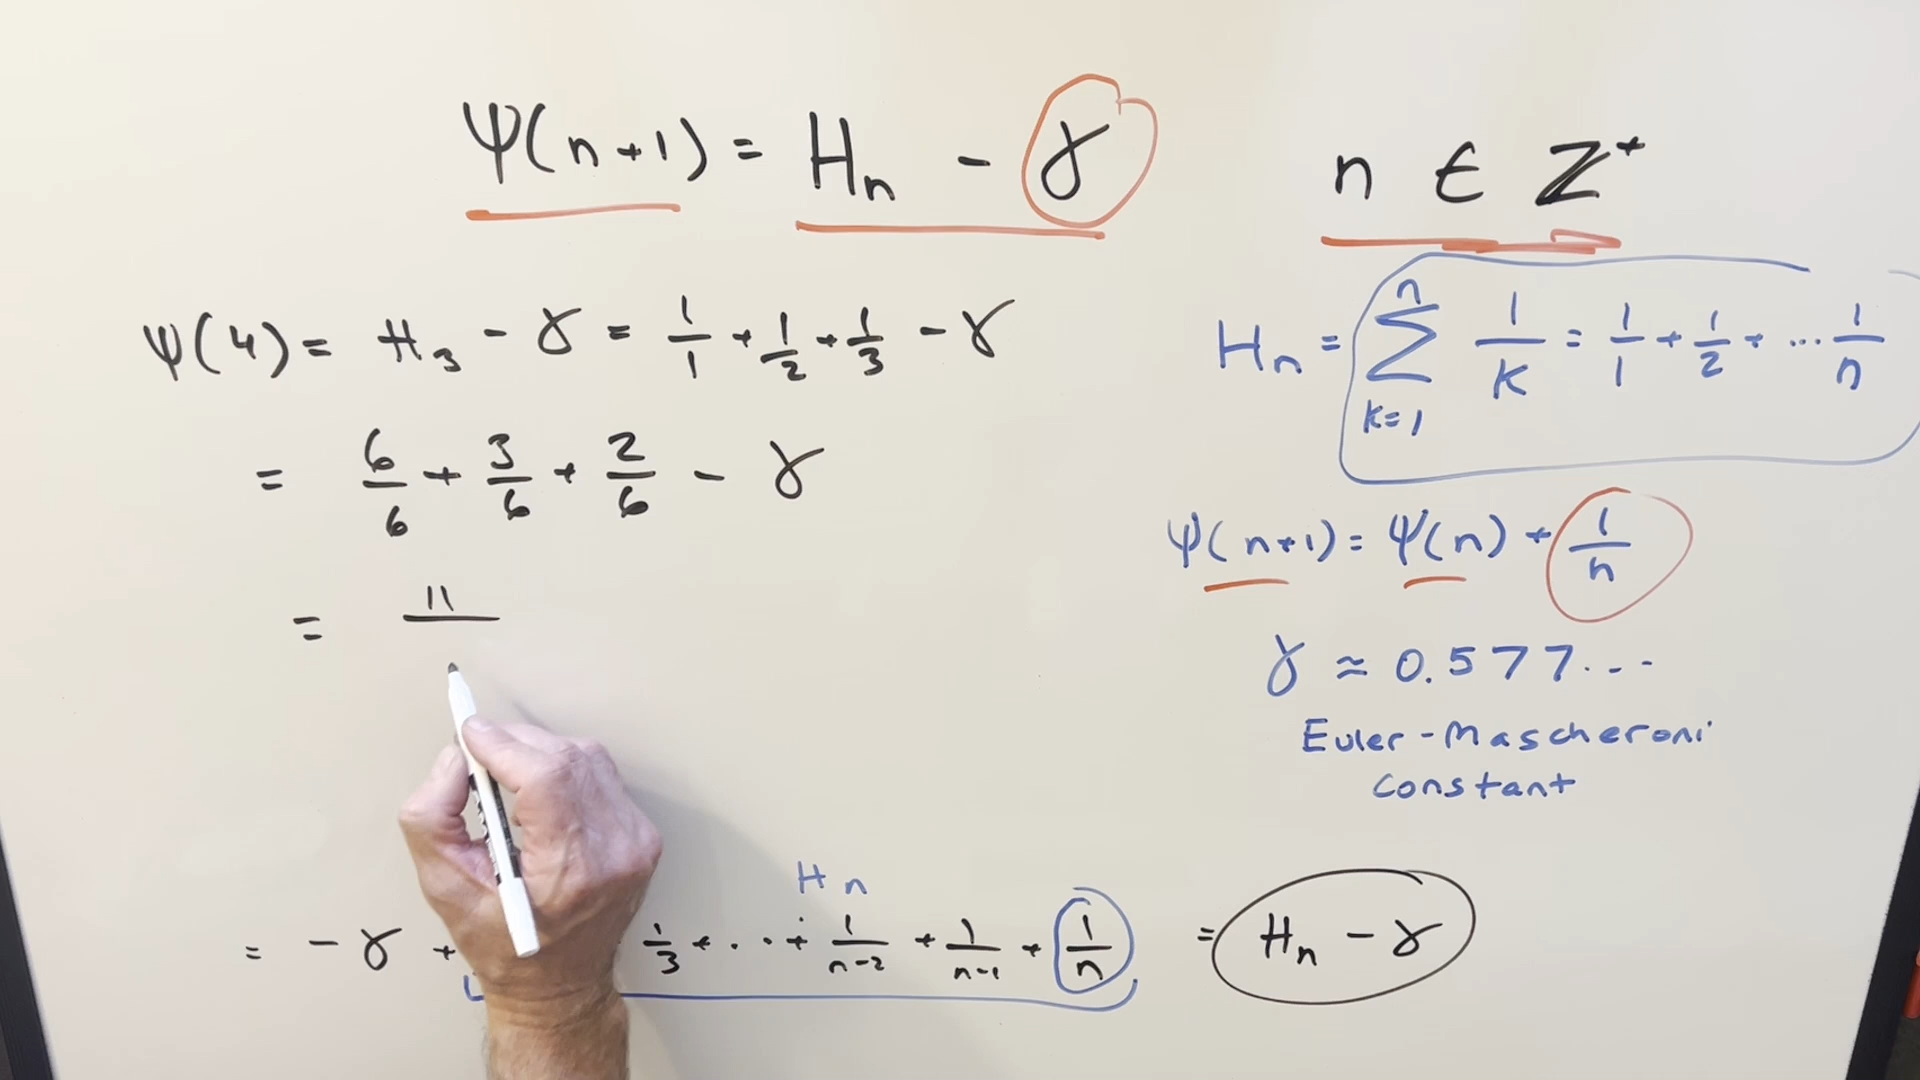 Ψ(n+1) = Hₙ - γ
n ∈ ℤ⁺
Ψ(4) = H₃ - γ = 1/1 + 1/2 + 1/3 - γ
= 6/6 + 3/6 + 2/6 - γ
= 11
Hₙ = ∑ₖ₌₁ⁿ 1/k = 1/1 + 1/2 + ... 1/n
Ψ(n+1) = Ψ(n) + 1/n
γ ≈ 0.577...
Euler-Mascheroni
constant
Hₙ
= - γ + 1/3 + ... + 1/(n-2) + 1/(n-1) + 1/n = Hₙ - γ